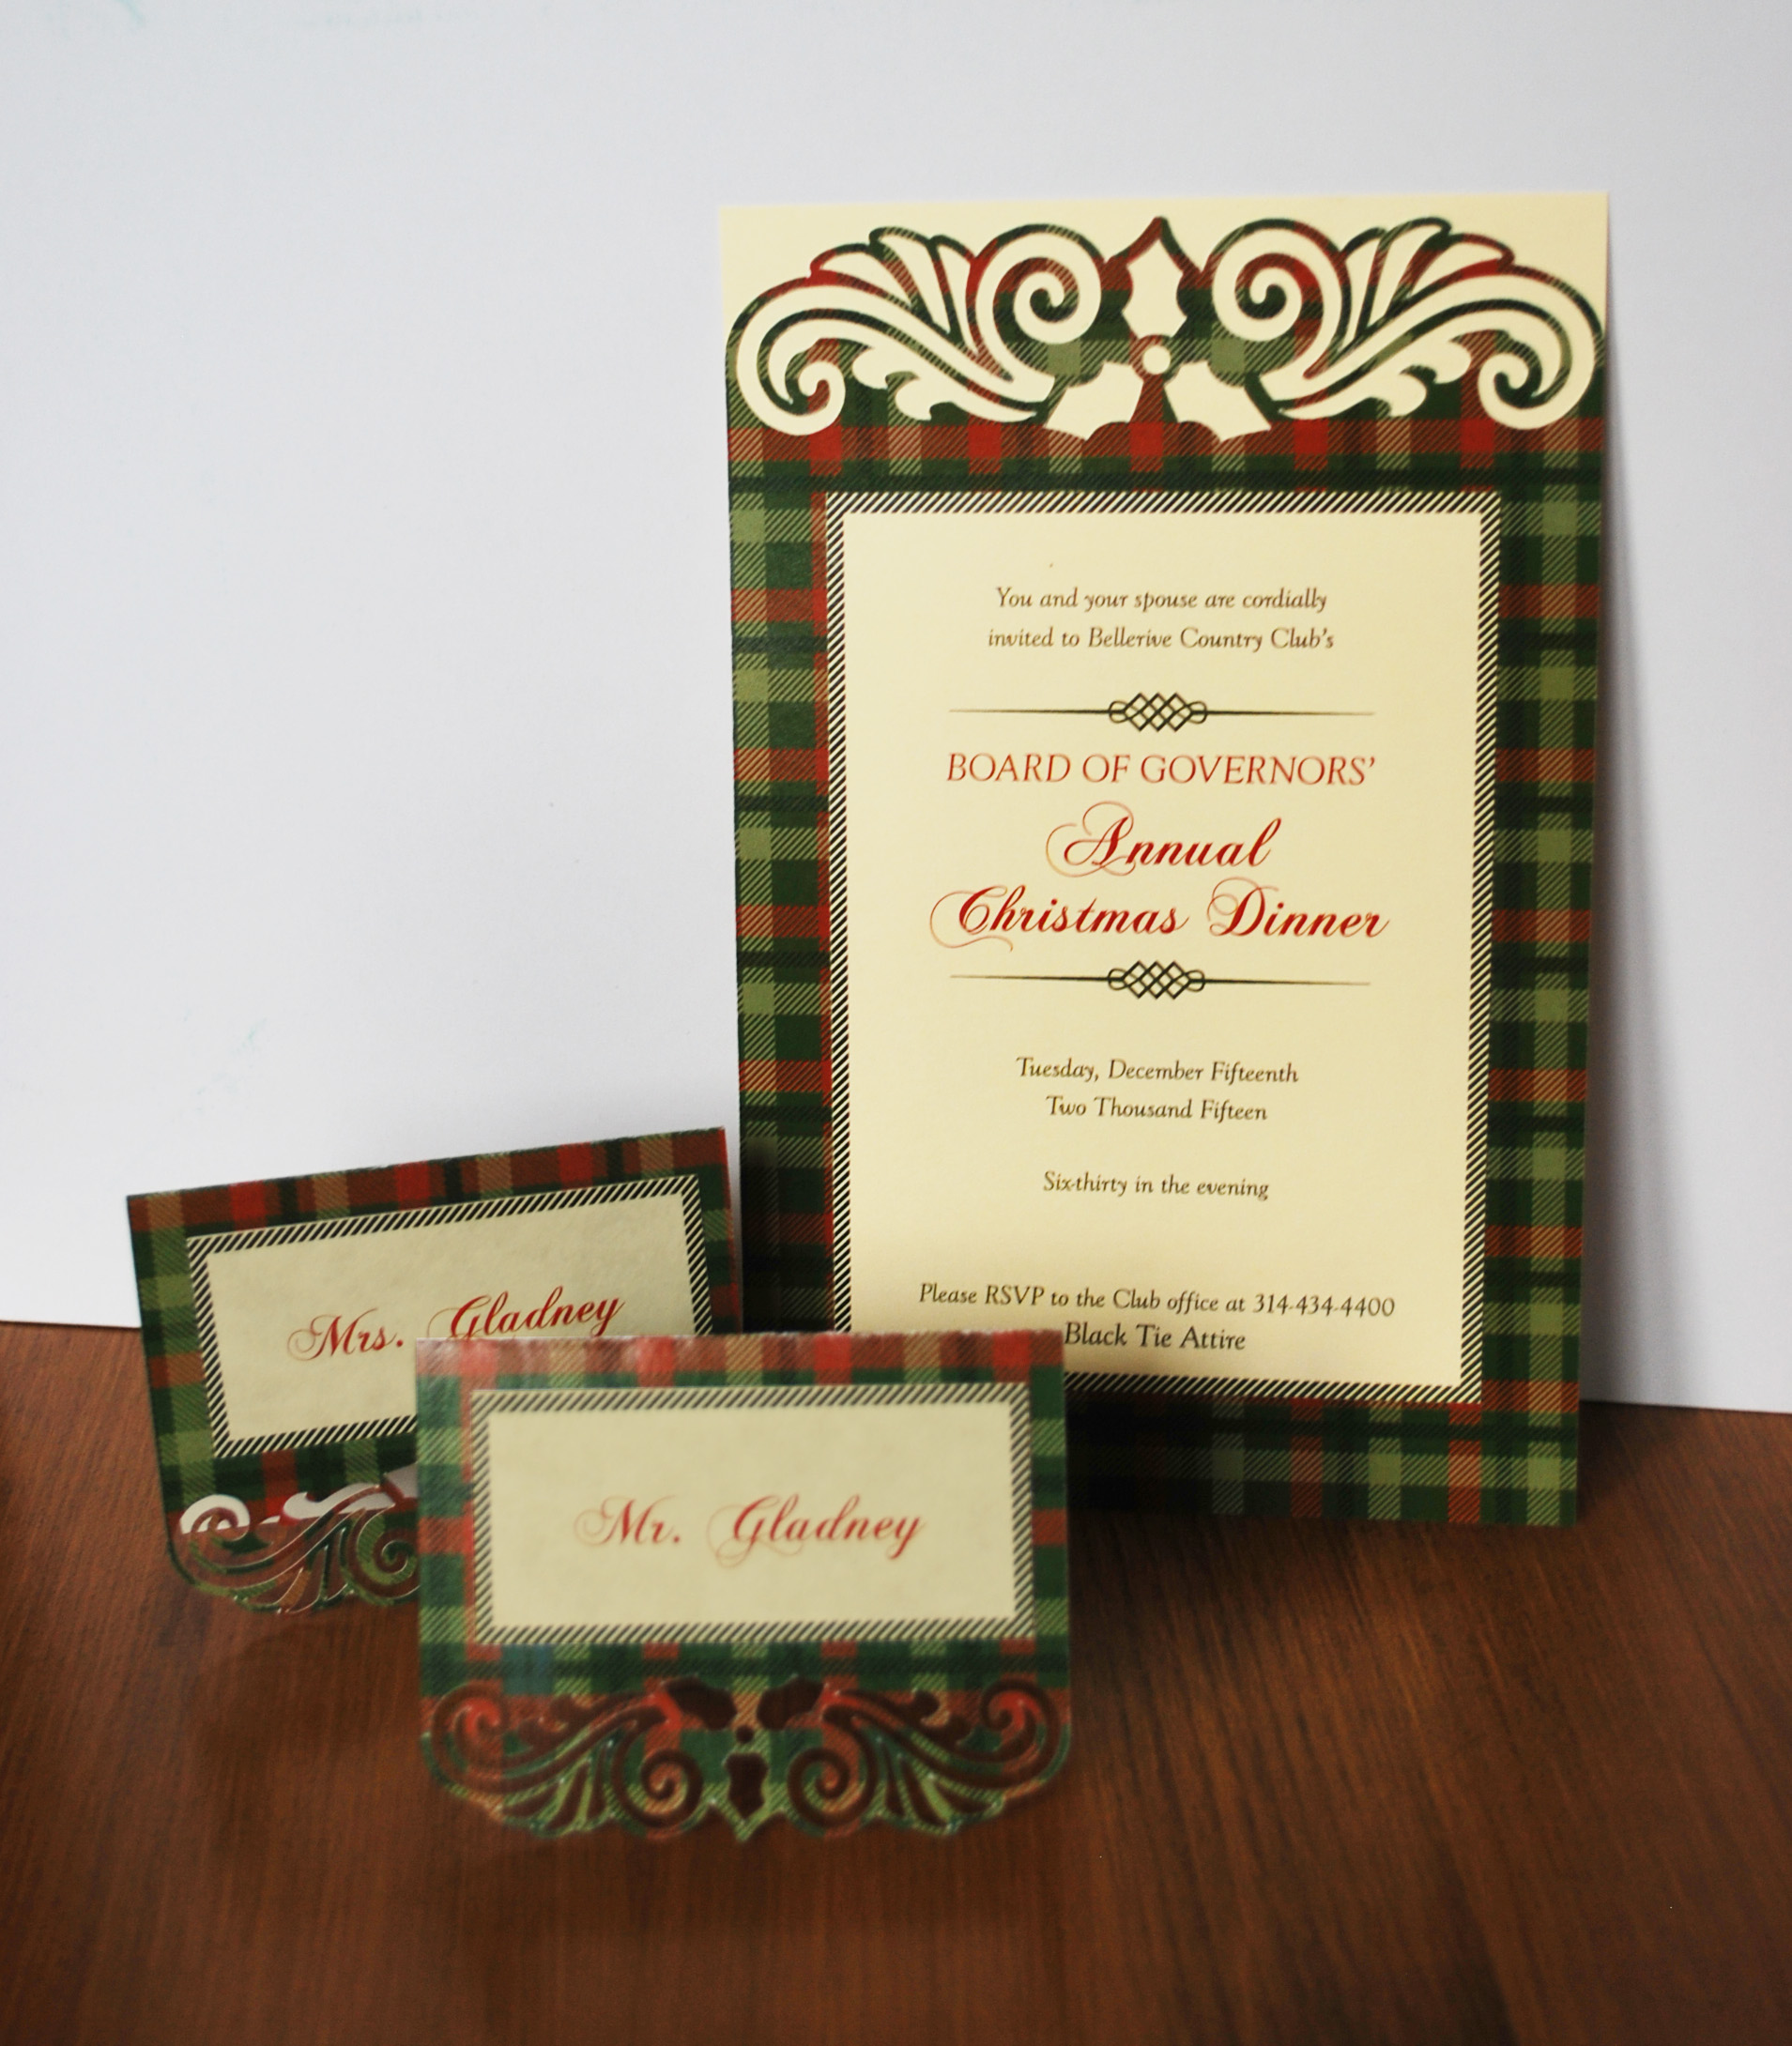 You and your spouse are cordially
invited to Bellerive Country Club's
BOARD OF GOVERNORS'
Annual
Christmas Dinner
Tuesday, December Fifteenth
Two Thousand Fifteen
Six-thirty in the evening
Please RSVP to the Club office at 314-434-4400
Black Tie Attire
Mrs. Gladney
Mr. Gladney